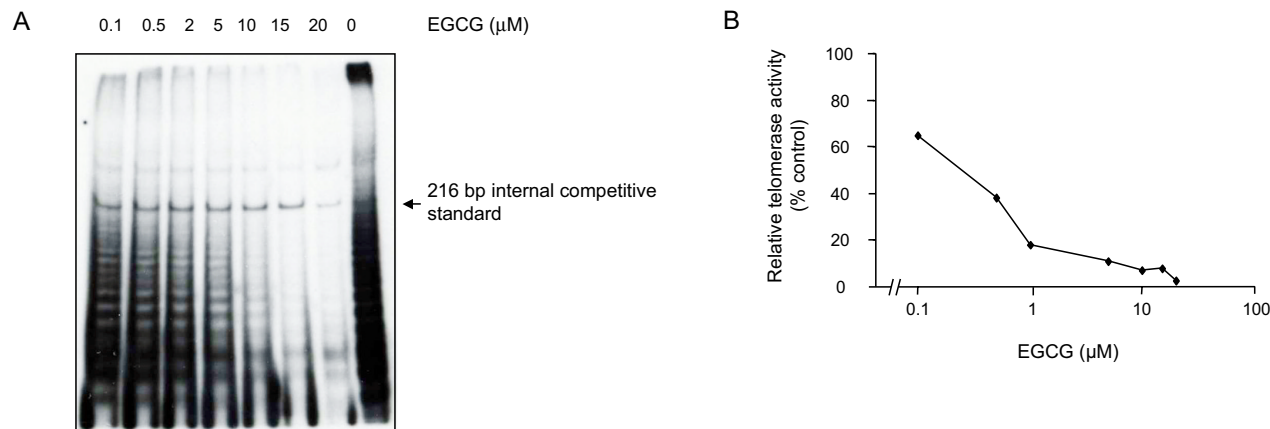 A
0.1 0.5 2 5 10 15 20 0 EGCG (μM)
216 bp internal competitive
standard
B
Relative telomerase activity
(% control)
100
80
60
40
20
0
0.1 1 10 100
EGCG (μM)